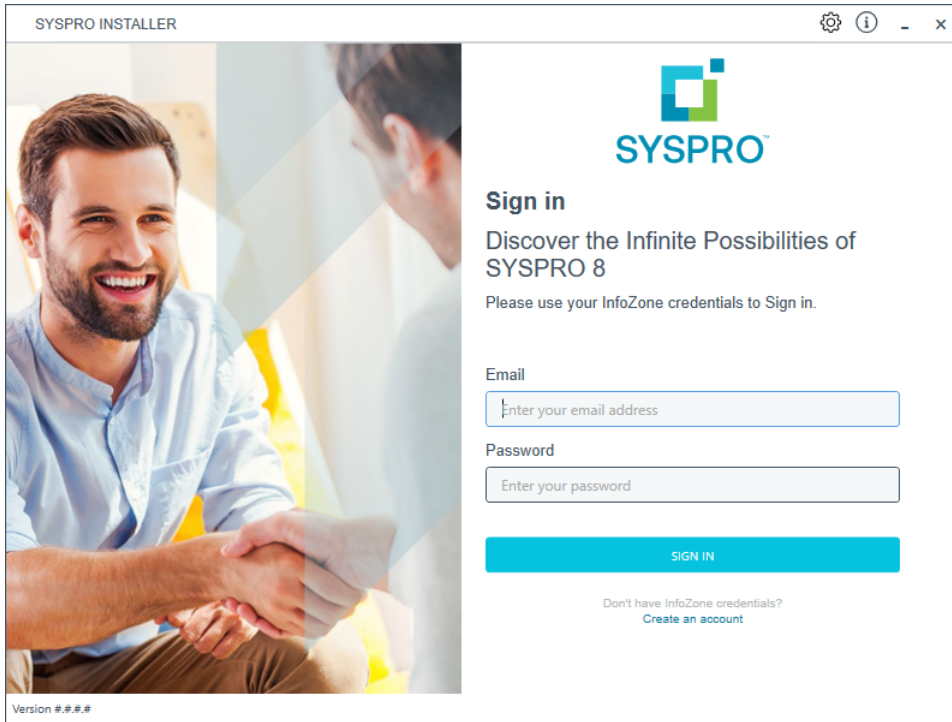 SYSPRO INSTALLER
SYSPRO™
Sign in
Discover the Infinite Possibilities of
SYSPRO 8
Please use your InfoZone credentials to Sign in.
Email
Enter your email address
Password
Enter your password
SIGN IN
Don't have InfoZone credentials?
Create an account
Version #.#.#.#